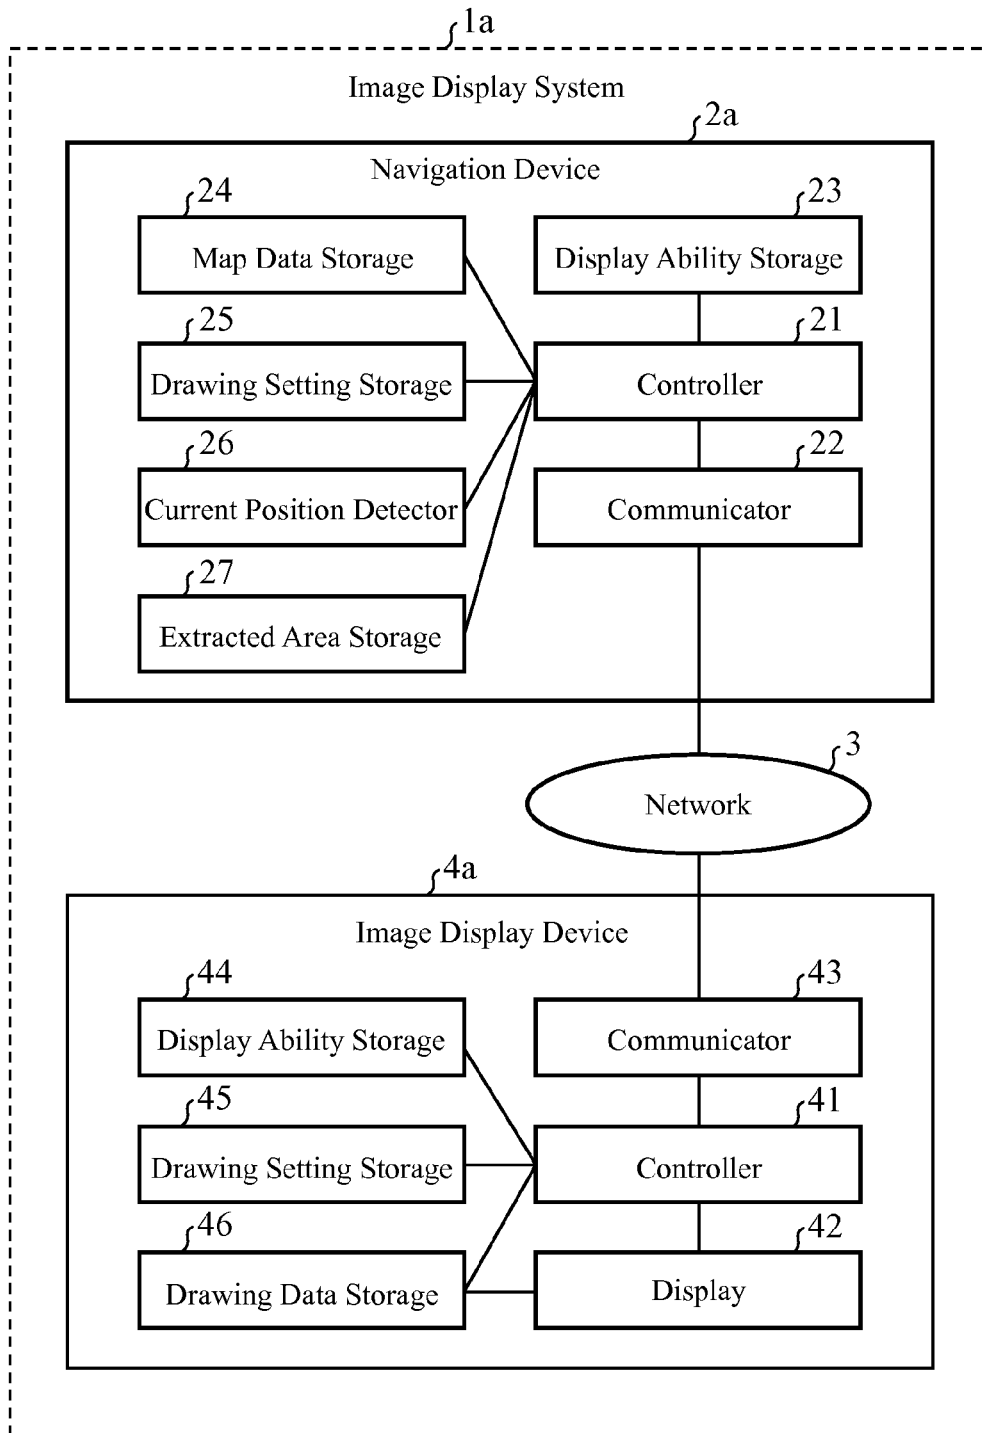 1a
Image Display System
2a
Navigation Device
24
Map Data Storage
23
Display Ability Storage
25
Drawing Setting Storage
21
Controller
26
Current Position Detector
22
Communicator
27
Extracted Area Storage
3
Network
4a
Image Display Device
44
Display Ability Storage
43
Communicator
45
Drawing Setting Storage
41
Controller
46
Drawing Data Storage
42
Display